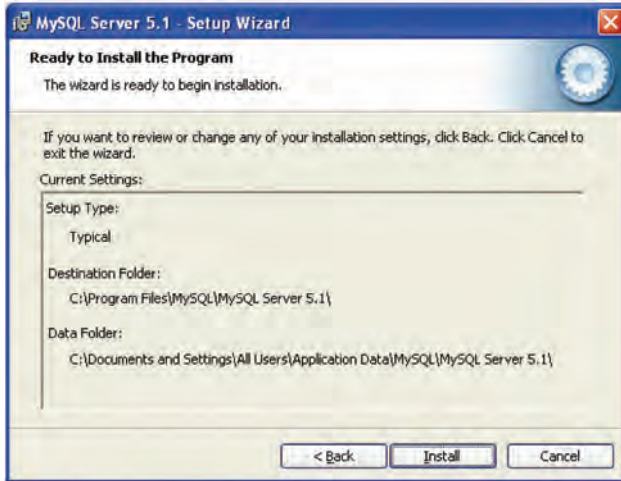 MySQL Server 5.1 - Setup Wizard
Ready to Install the Program
The wizard is ready to begin installation.
If you want to review or change any of your installation settings, click Back. Click Cancel to
exit the wizard.
Current Settings:
Setup Type:
Typical
Destination Folder:
C:\Program Files\MySQL\MySQL Server 5.1\
Data Folder:
C:\Documents and Settings\All Users\Application Data\MySQL\MySQL Server 5.1\
< Back Install Cancel